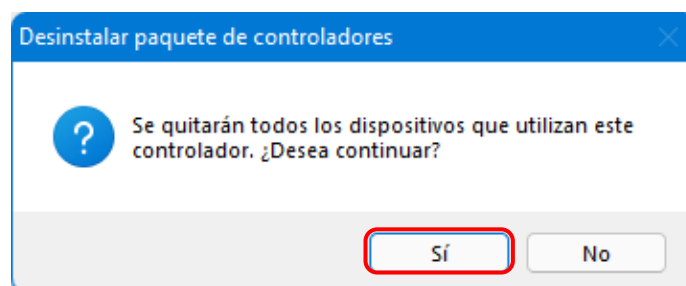 Desinstalar paquete de controladores
Se quitarán todos los dispositivos que utilizan este
controlador. ¿Desea continuar?
Sí
No